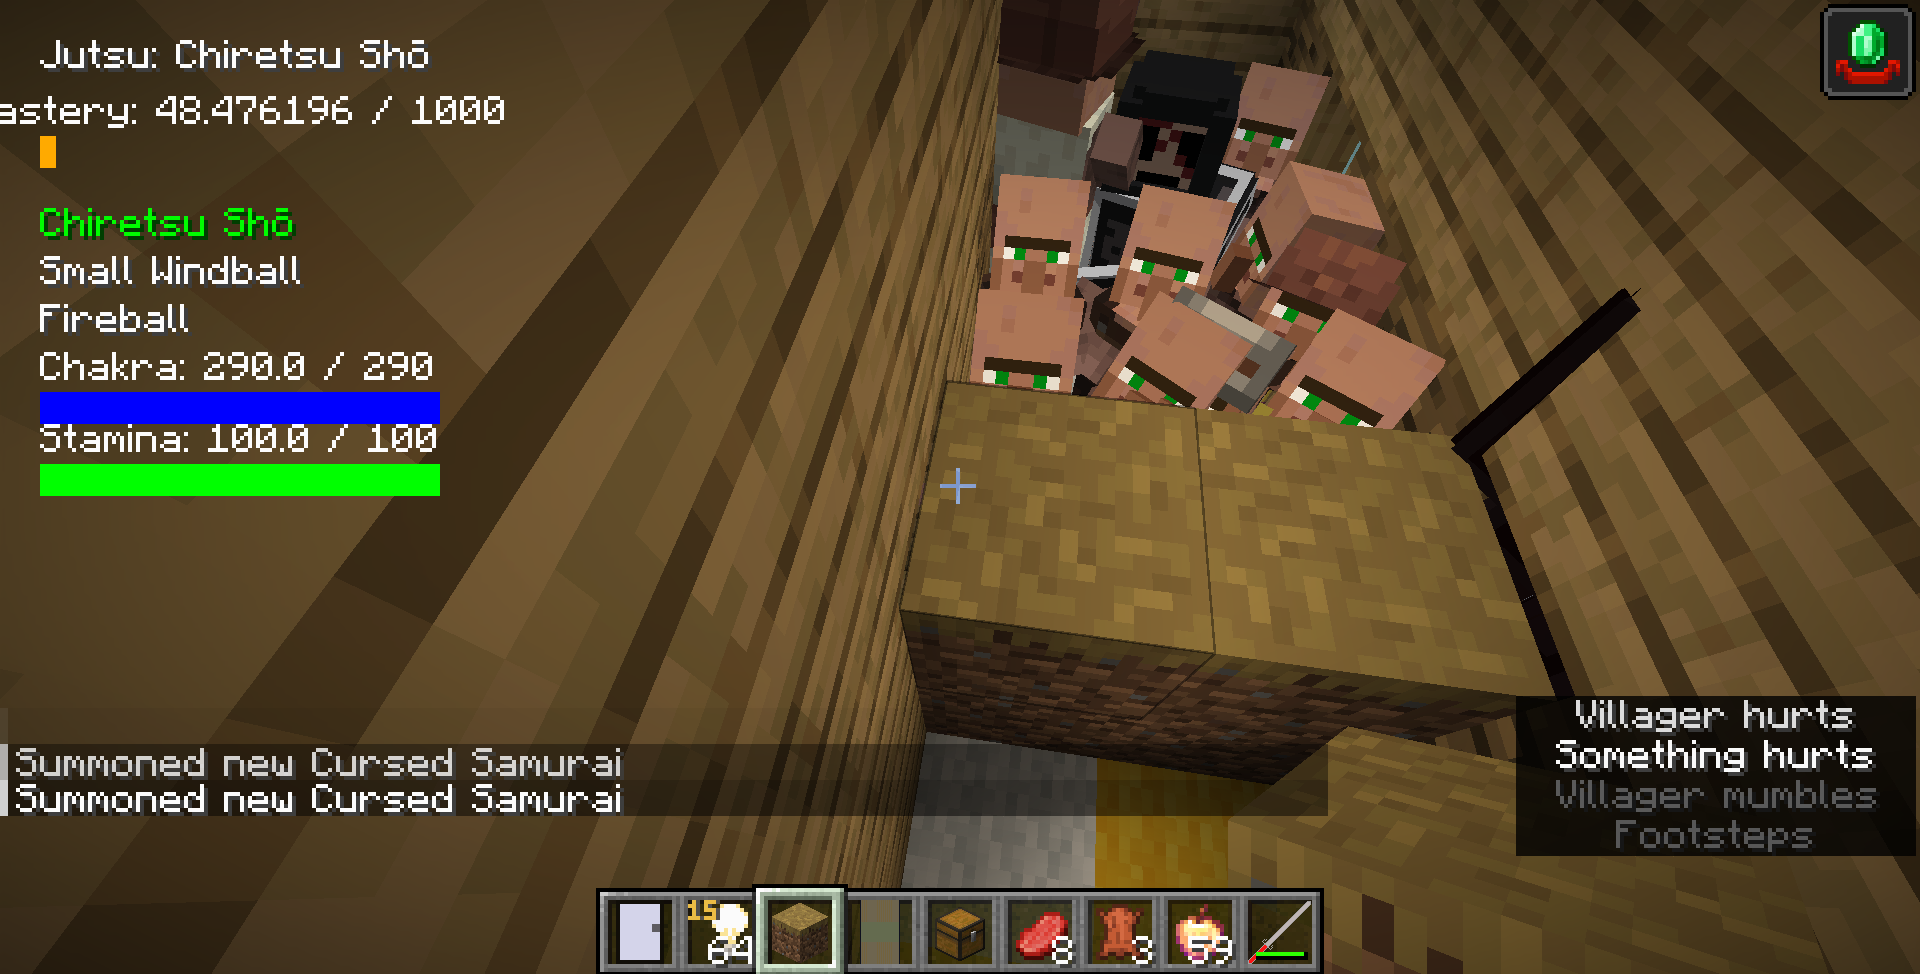 Jutsu: Chiretsu Shō
astery: 48.476196 / 1000
Chiretsu Shō
Small Windball
Fireball
Chakra: 290.0 / 290
Stamina: 100.0 / 100
Summoned new Cursed Samurai
Summoned new Cursed Samurai
Villager hurts
Something hurts
Villager mumbles
Footsteps
15
64
8
3
59